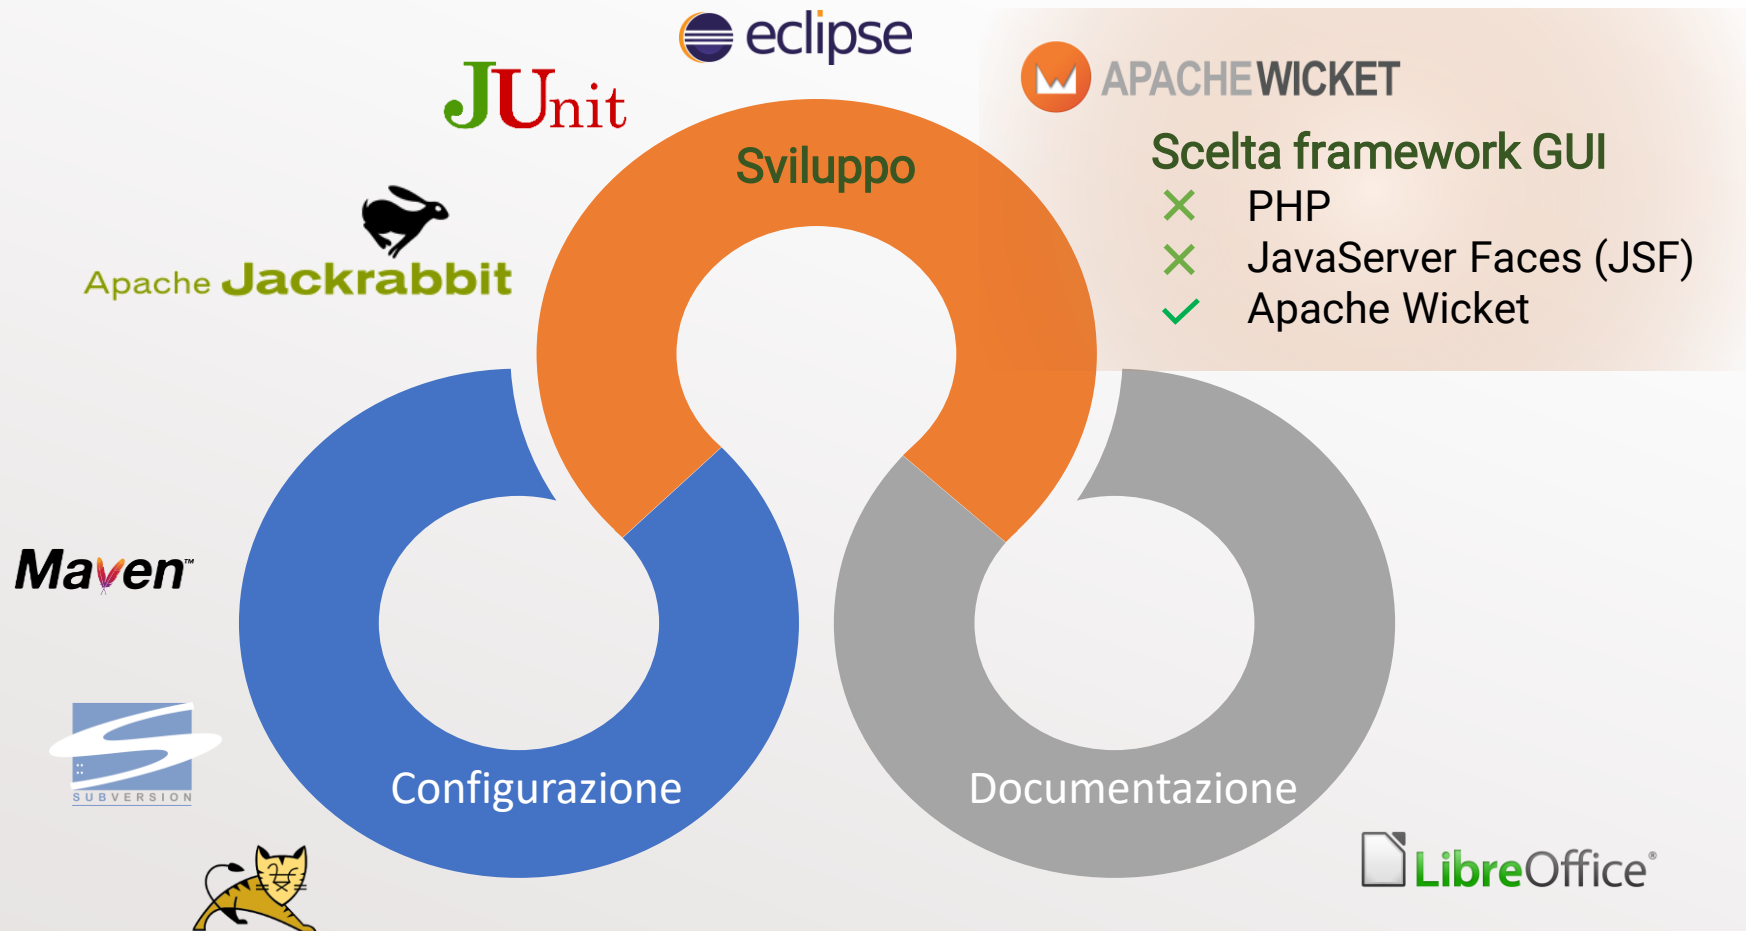 eclipse
JUnit
APACHE WICKET
Scelta framework GUI
PHP
JavaServer Faces (JSF)
Apache Wicket
Sviluppo
Apache Jackrabbit
Maven™
SUBVERSION
Configurazione
Documentazione
LibreOffice®